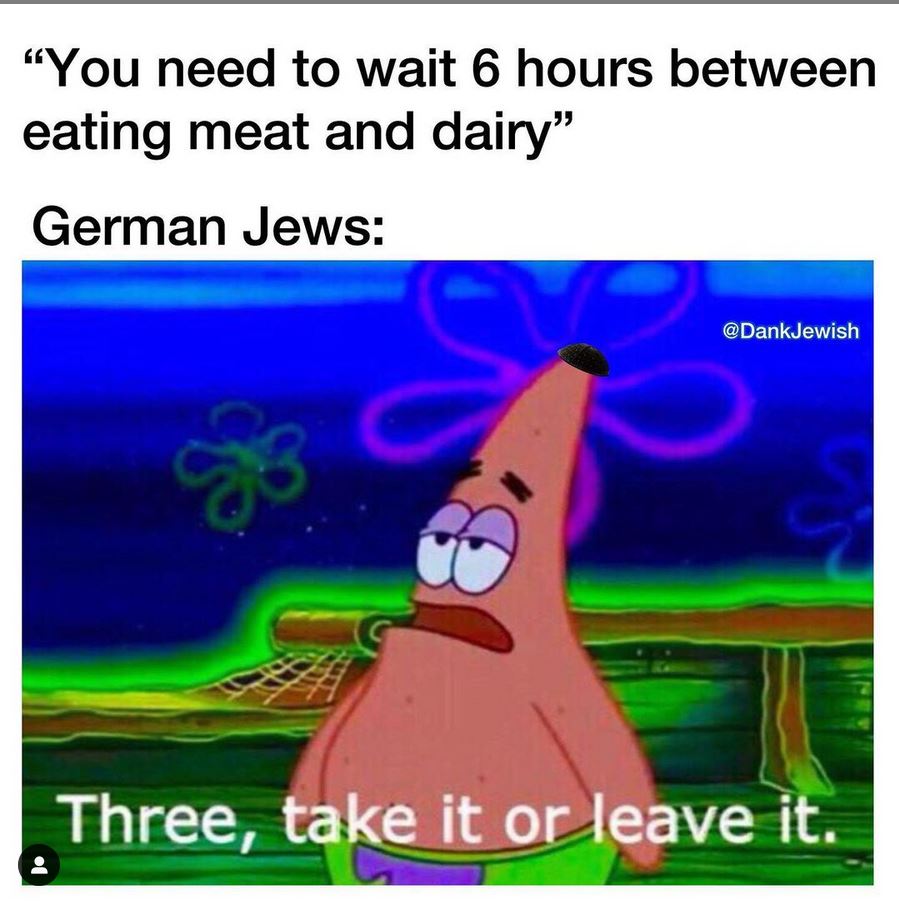 “You need to wait 6 hours between
eating meat and dairy”
German Jews:
@DankJewish
Three, take it or leave it.